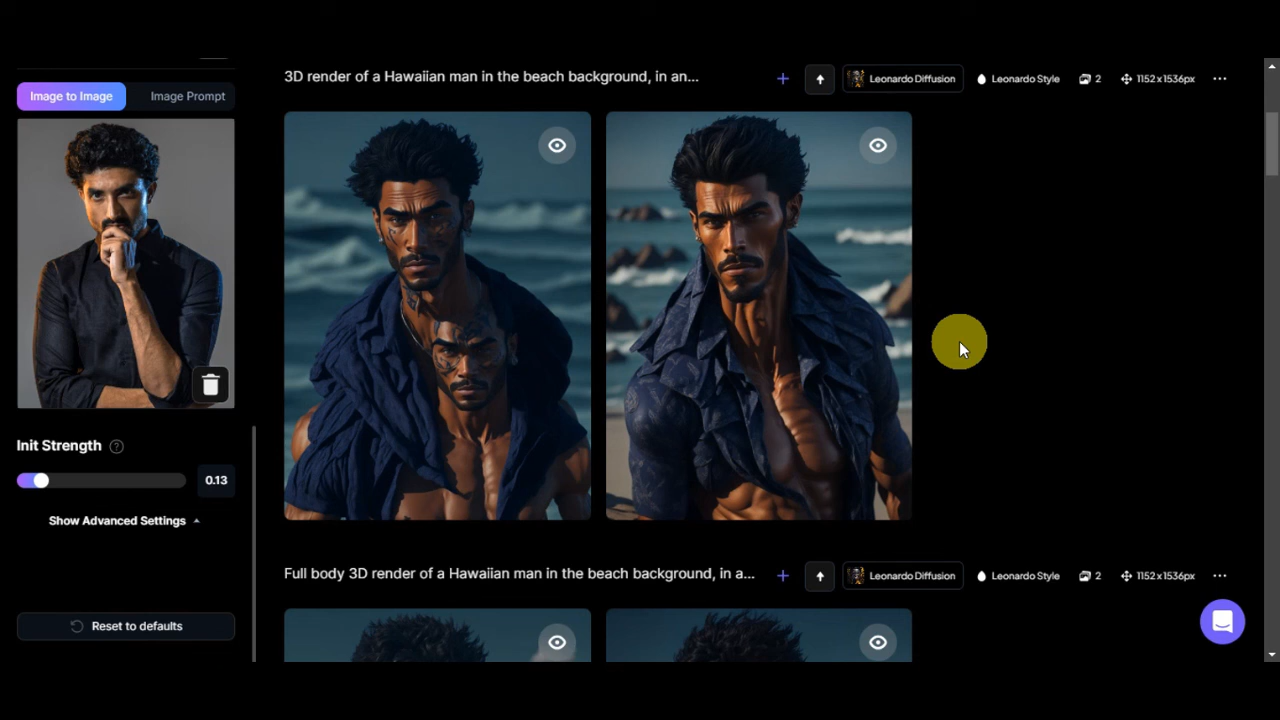 Image to Image
Image Prompt
Init Strength
?
0.13
Show Advanced Settings
Reset to defaults
3D render of a Hawaiian man in the beach background, in an...
Leonardo Diffusion
Leonardo Style
2
1152x1536px
Full body 3D render of a Hawaiian man in the beach background, in a...
Leonardo Diffusion
Leonardo Style
2
1152x1536px